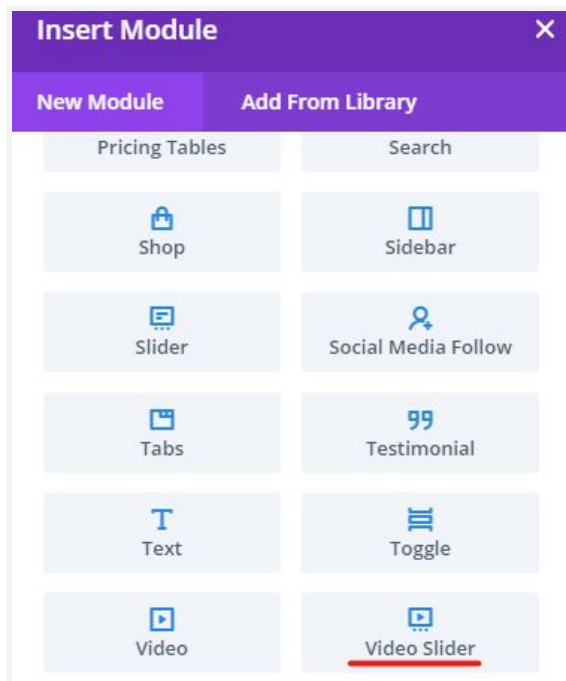 Insert Module
New Module Add From Library
Pricing Tables Search
Shop Sidebar
Slider Social Media Follow
Tabs Testimonial
Text Toggle
Video Video Slider